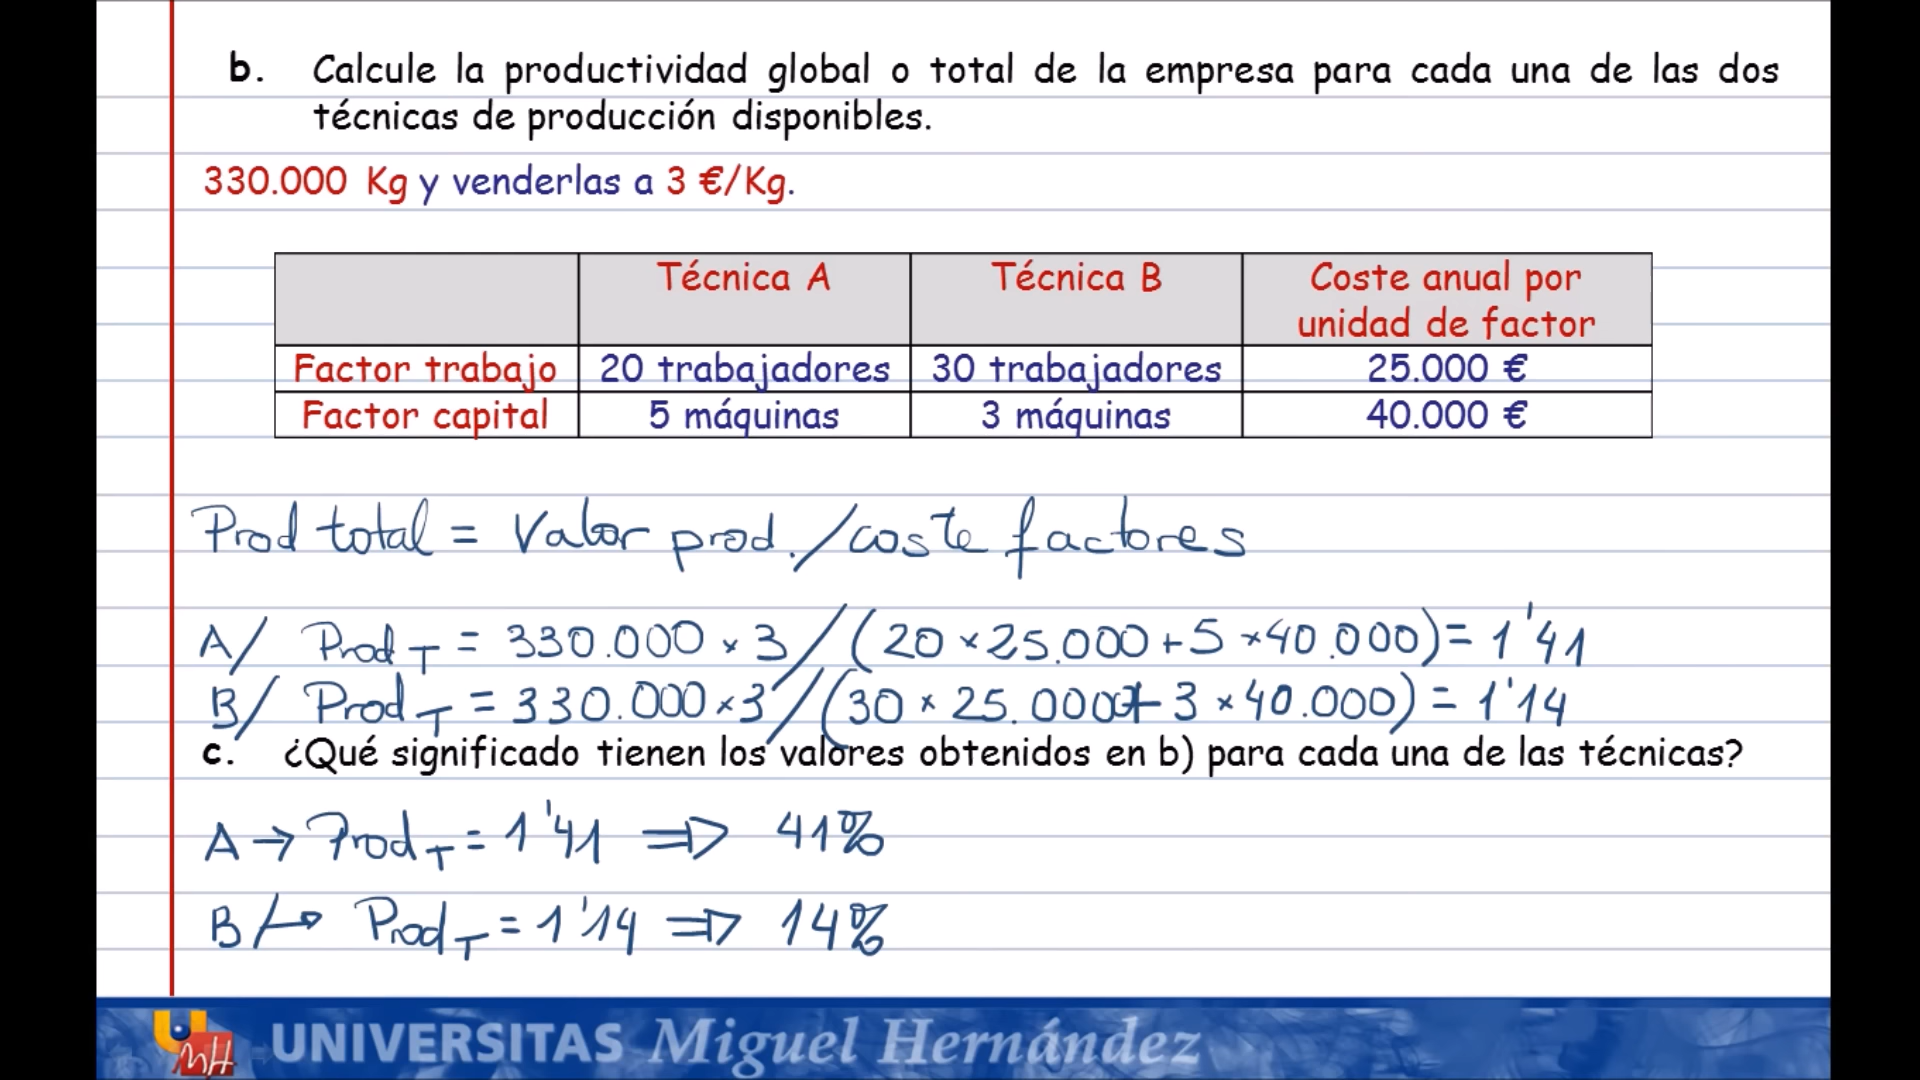 b. Calcule la productividad global o total de la empresa para cada una de las dos
técnicas de producción disponibles.
330.000 Kg y venderlas a 3 €/Kg.
Técnica A Técnica B Coste anual por
unidad de factor
Factor trabajo 20 trabajadores 30 trabajadores 25.000 €
Factor capital 5 máquinas 3 máquinas 40.000 €
Prod total = Valor prod. / coste factores
A/ Prod T = 330.000 × 3 / (20 × 25.000 + 5 × 40.000) = 1'41
B/ Prod T = 330.000 × 3 / (30 × 25.000 + 3 × 40.000) = 1'14
c. ¿Qué significado tienen los valores obtenidos en b) para cada una de las técnicas?
A → Prod T = 1'41 ⇒ 41%
B ↦ Prod T = 1'14 ⇒ 14%
UMH UNIVERSITAS Miguel Hernández